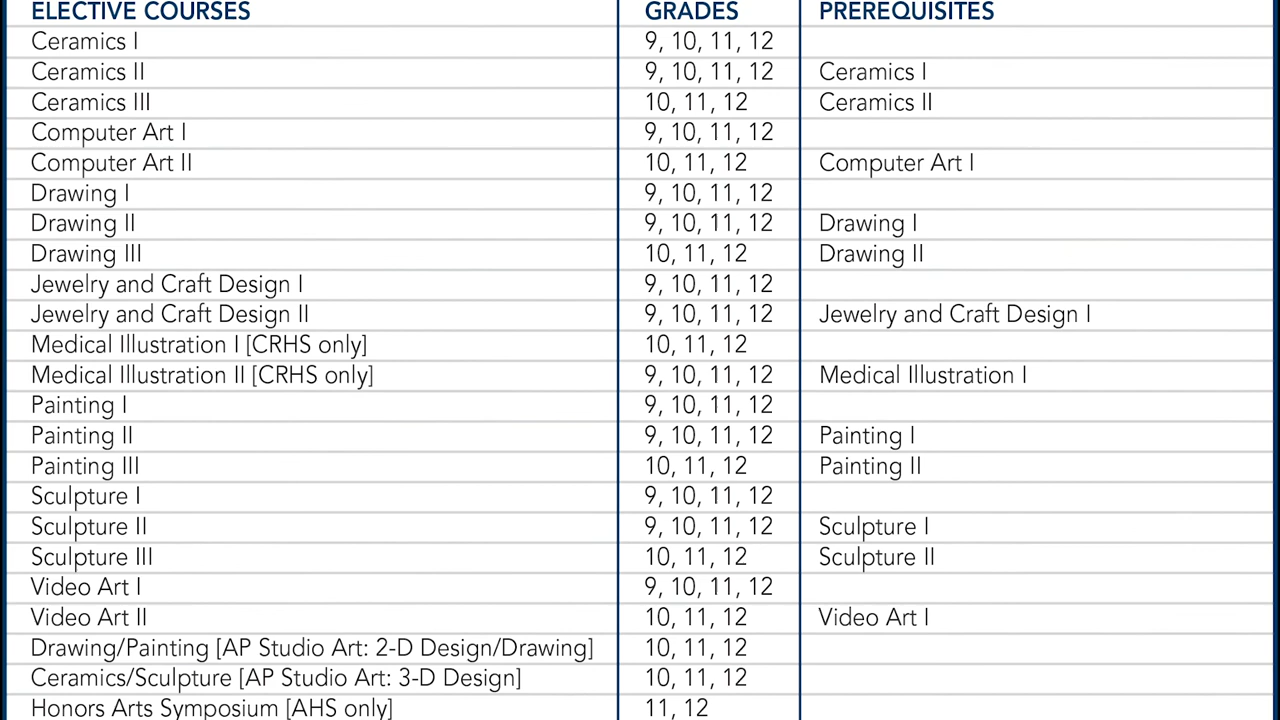 ELECTIVE COURSES GRADES PREREQUISITES
Ceramics I 9, 10, 11, 12
Ceramics II 9, 10, 11, 12 Ceramics I
Ceramics III 10, 11, 12 Ceramics II
Computer Art I 9, 10, 11, 12
Computer Art II 10, 11, 12 Computer Art I
Drawing I 9, 10, 11, 12
Drawing II 9, 10, 11, 12 Drawing I
Drawing III 10, 11, 12 Drawing II
Jewelry and Craft Design I 9, 10, 11, 12
Jewelry and Craft Design II 9, 10, 11, 12 Jewelry and Craft Design I
Medical Illustration I [CRHS only] 10, 11, 12
Medical Illustration II [CRHS only] 9, 10, 11, 12 Medical Illustration I
Painting I 9, 10, 11, 12
Painting II 9, 10, 11, 12 Painting I
Painting III 10, 11, 12 Painting II
Sculpture I 9, 10, 11, 12
Sculpture II 9, 10, 11, 12 Sculpture I
Sculpture III 10, 11, 12 Sculpture II
Video Art I 9, 10, 11, 12
Video Art II 10, 11, 12 Video Art I
Drawing/Painting [AP Studio Art: 2-D Design/Drawing] 10, 11, 12
Ceramics/Sculpture [AP Studio Art: 3-D Design] 10, 11, 12
Honors Arts Symposium [AHS only] 11, 12